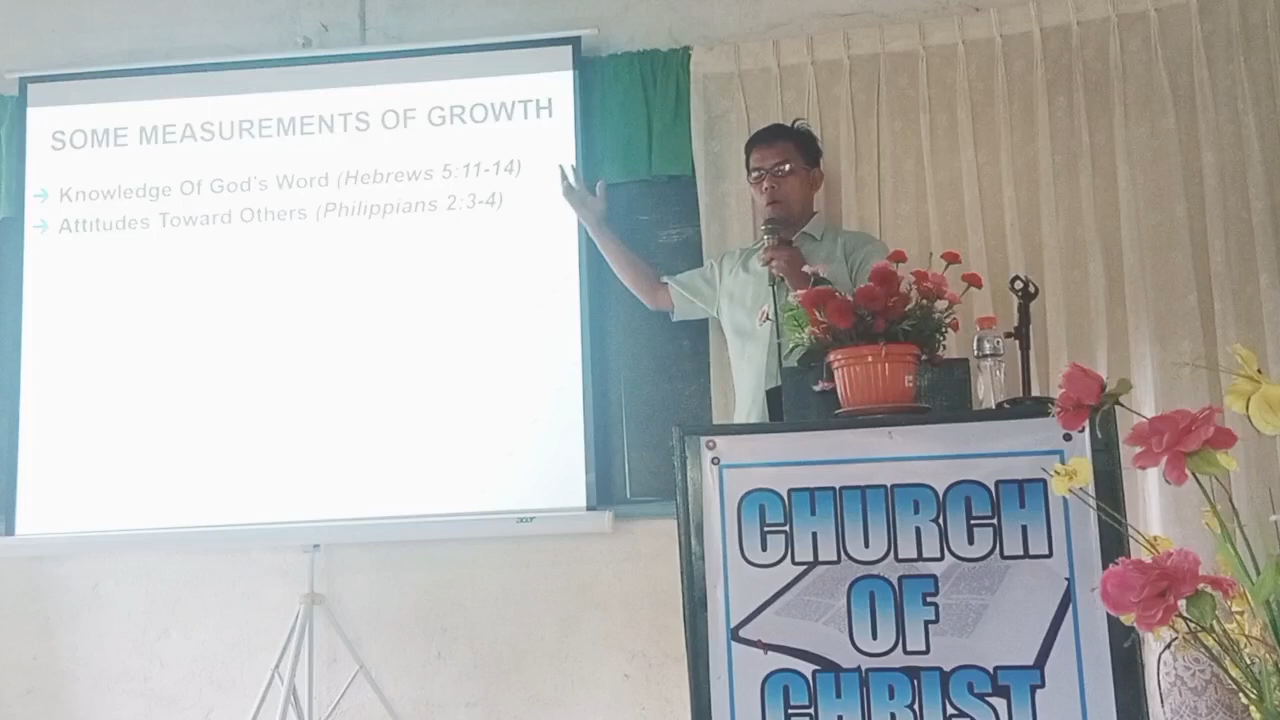 SOME MEASUREMENTS OF GROWTH
→ Knowledge Of God's Word (Hebrews 5:11-14)
→ Attitudes Toward Others (Philippians 2:3-4)
acer
CHURCH
OF
CHRIST